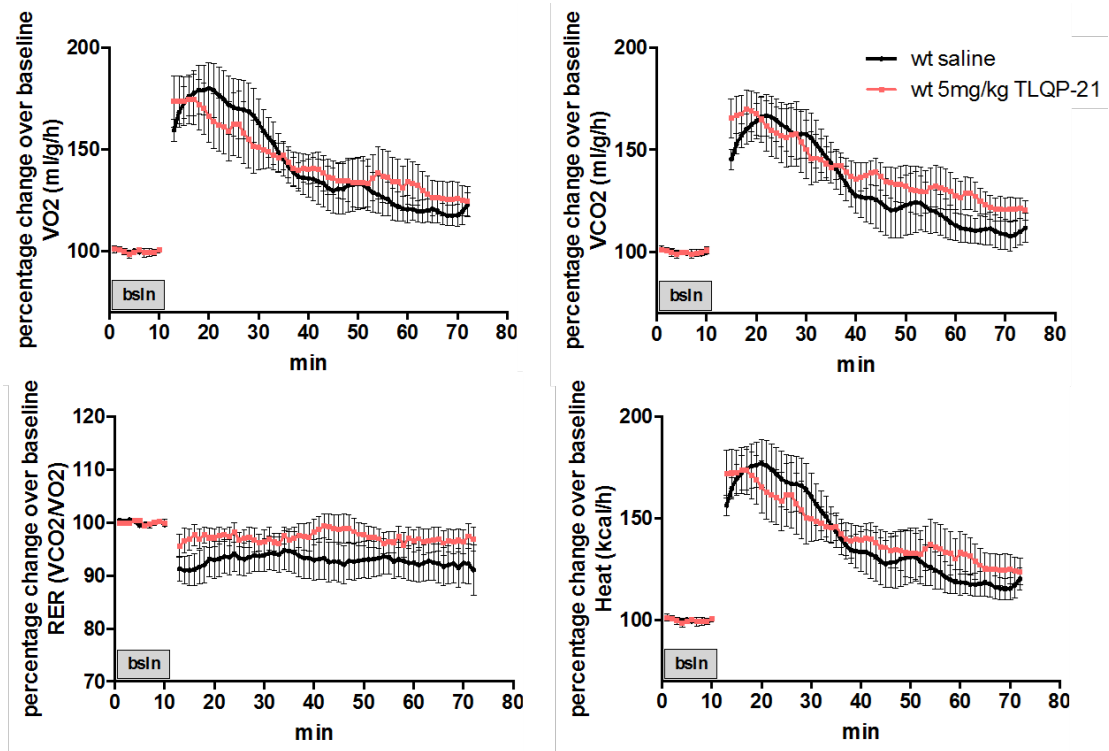 percentage change over baseline
VO2 (ml/g/h)
200
150
100
bsln
0 10 20 30 40 50 60 70 80
min
percentage change over baseline
VCO2 (ml/g/h)
200
150
100
wt saline
wt 5mg/kg TLQP-21
bsln
0 10 20 30 40 50 60 70 80
min
percentage change over baseline
RER (VCO2/VO2)
120
110
100
90
80
70
bsln
0 10 20 30 40 50 60 70 80
min
percentage change over baseline
Heat (kcal/h)
200
150
100
bsln
0 10 20 30 40 50 60 70 80
min